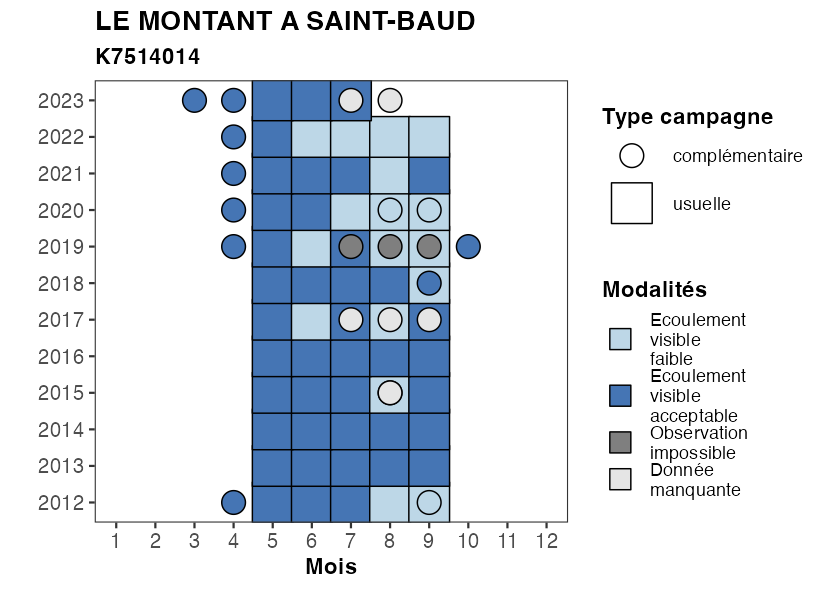 LE MONTANT A SAINT-BAUD
K7514014
2023
2022
2021
2020
2019
2018
2017
2016
2015
2014
2013
2012
1 2 3 4 5 6 7 8 9 10 11 12
Mois
Type campagne
complémentaire
usuelle
Modalités
Ecoulement
visible
faible
Ecoulement
visible
acceptable
Observation
impossible
Donnée
manquante